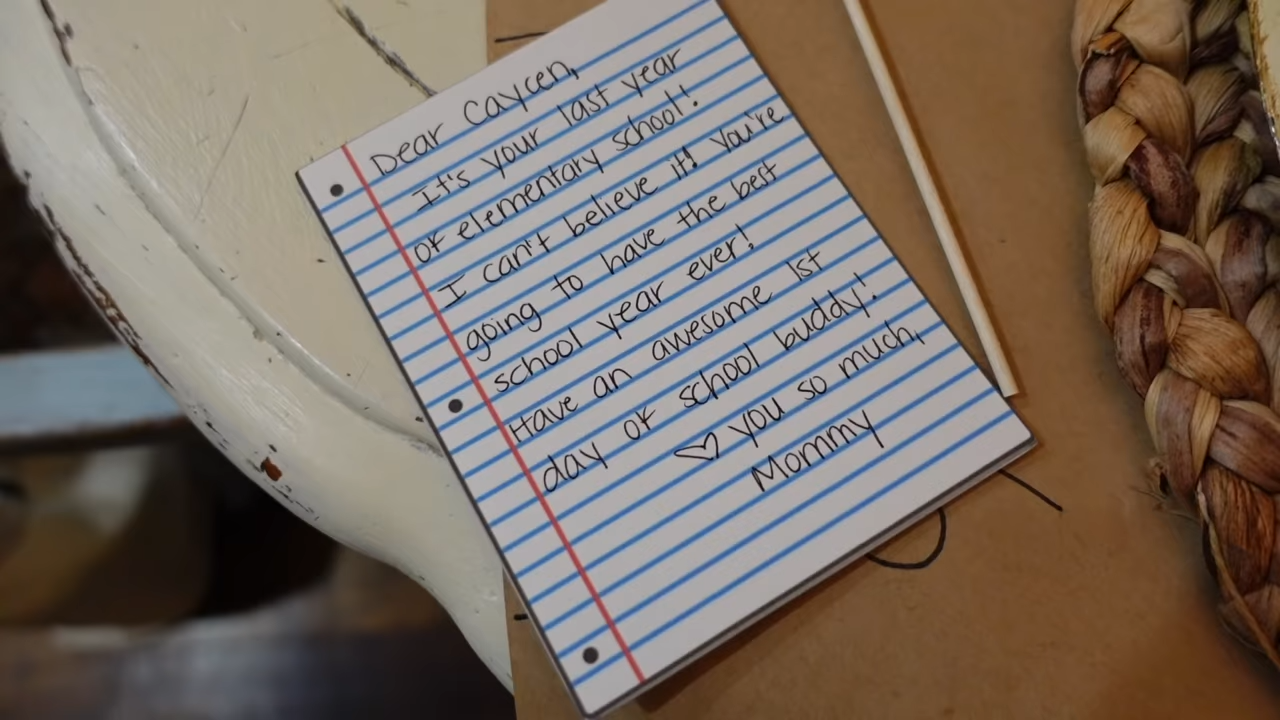 Dear Caycen,
It's your last year
of elementary school!
I can't believe it! You're
going to have the best
school year ever!
Have an awesome 1st
day of school buddy!
♡ you so much,
Mommy